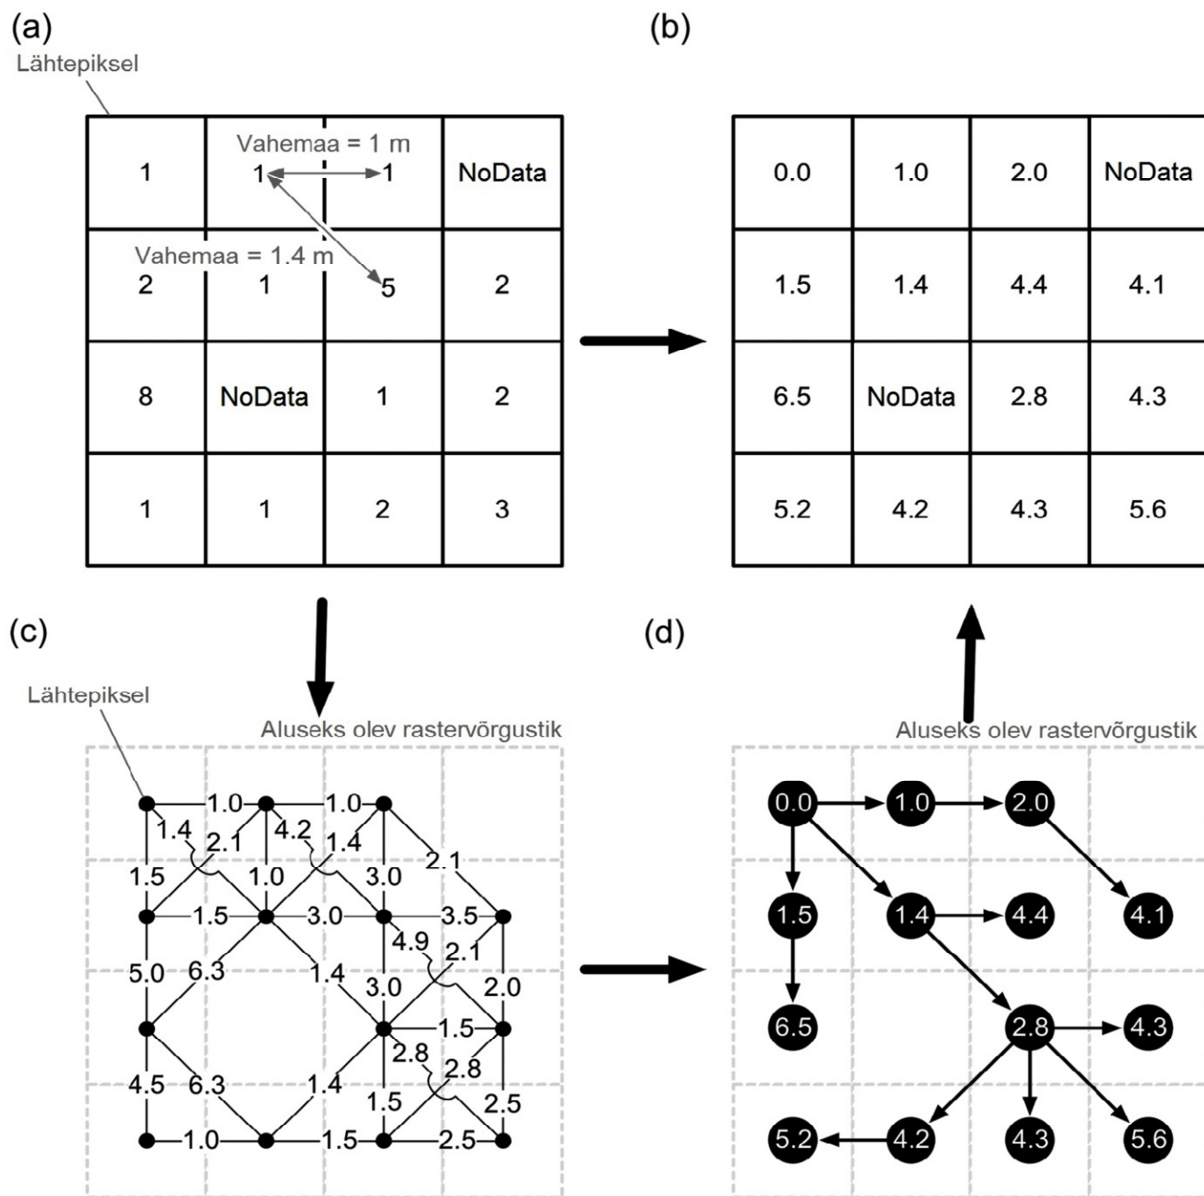 (a)
Lähtepiksel
Vahemaa = 1 m
1 1 1 NoData
Vahemaa = 1.4 m
2 1 5 2
8 NoData 1 2
1 1 2 3
(b)
0.0 1.0 2.0 NoData
1.5 1.4 4.4 4.1
6.5 NoData 2.8 4.3
5.2 4.2 4.3 5.6
(c)
Lähtepiksel
Aluseks olev rastervõrgustik
1.0 1.0
1.4 2.1 4.2 1.4
2.1
1.5 1.0 3.0
1.5 3.0 3.5
4.9 2.1
5.0 6.3 1.4 3.0 2.0
1.5
2.8 2.8
4.5 6.3 1.4 1.5 2.5
1.0 1.5 2.5
(d)
Aluseks olev rastervõrgustik
0.0 1.0 2.0
1.5 1.4 4.4 4.1
6.5 2.8 4.3
5.2 4.2 4.3 5.6